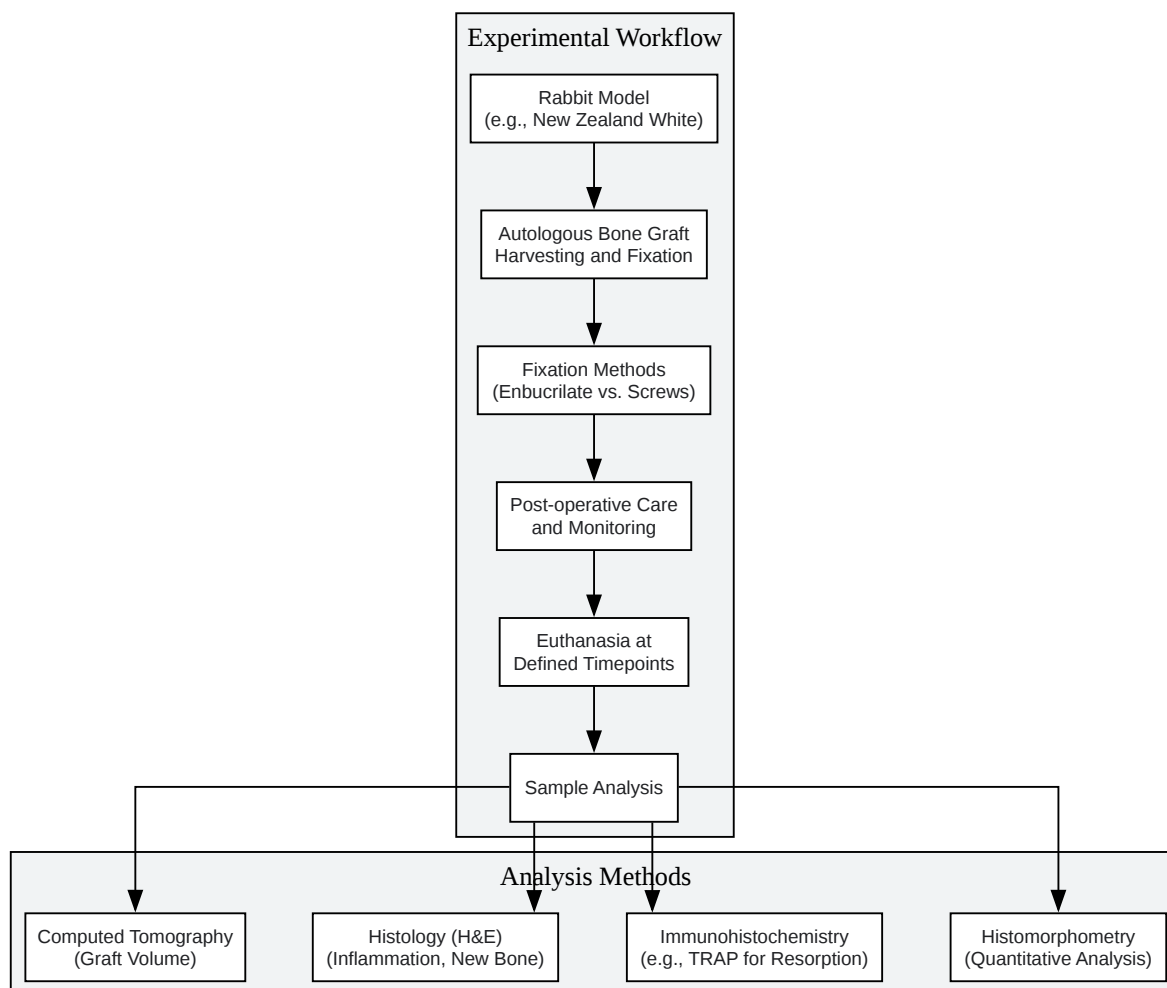 Experimental Workflow
Rabbit Model
(e.g., New Zealand White)
Autologous Bone Graft
Harvesting and Fixation
Fixation Methods
(Enbucrilate vs. Screws)
Post-operative Care
and Monitoring
Euthanasia at
Defined Timepoints
Sample Analysis
Analysis Methods
Computed Tomography
(Graft Volume)
Histology (H&E)
(Inflammation, New Bone)
Immunohistochemistry
(e.g., TRAP for Resorption)
Histomorphometry
(Quantitative Analysis)